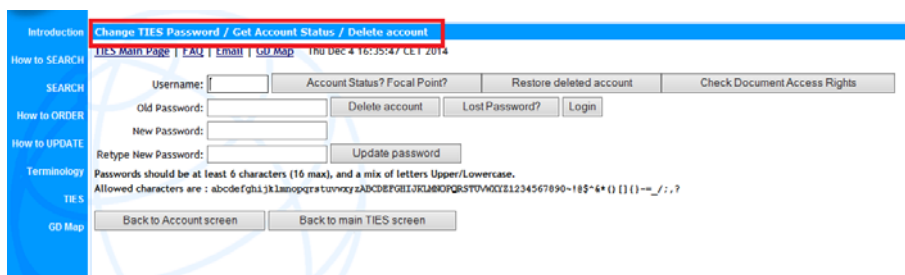 Introduction
Change TIES Password / Get Account Status / Delete account
TIES Main Page | FAQ | Email | GD Map Thu Dec 4 16:35:47 CET 2014
How to SEARCH
SEARCH
Username: Account Status? Focal Point? Restore deleted account Check Document Access Rights
Old Password: Delete account Lost Password? Login
How to ORDER
New Password:
How to UPDATE
Retype New Password: Update password
Terminology
Passwords should be at least 6 characters (16 max), and a mix of letters Upper/Lowercase.
Allowed characters are : abcdefghijklmnopqrstuvwxyzABCDEFGHIJKLMNOPQRSTUVWXYZ1234567890~!@$^&*()[]{}-=_/;,?
TIES
Back to Account screen Back to main TIES screen
GD Map